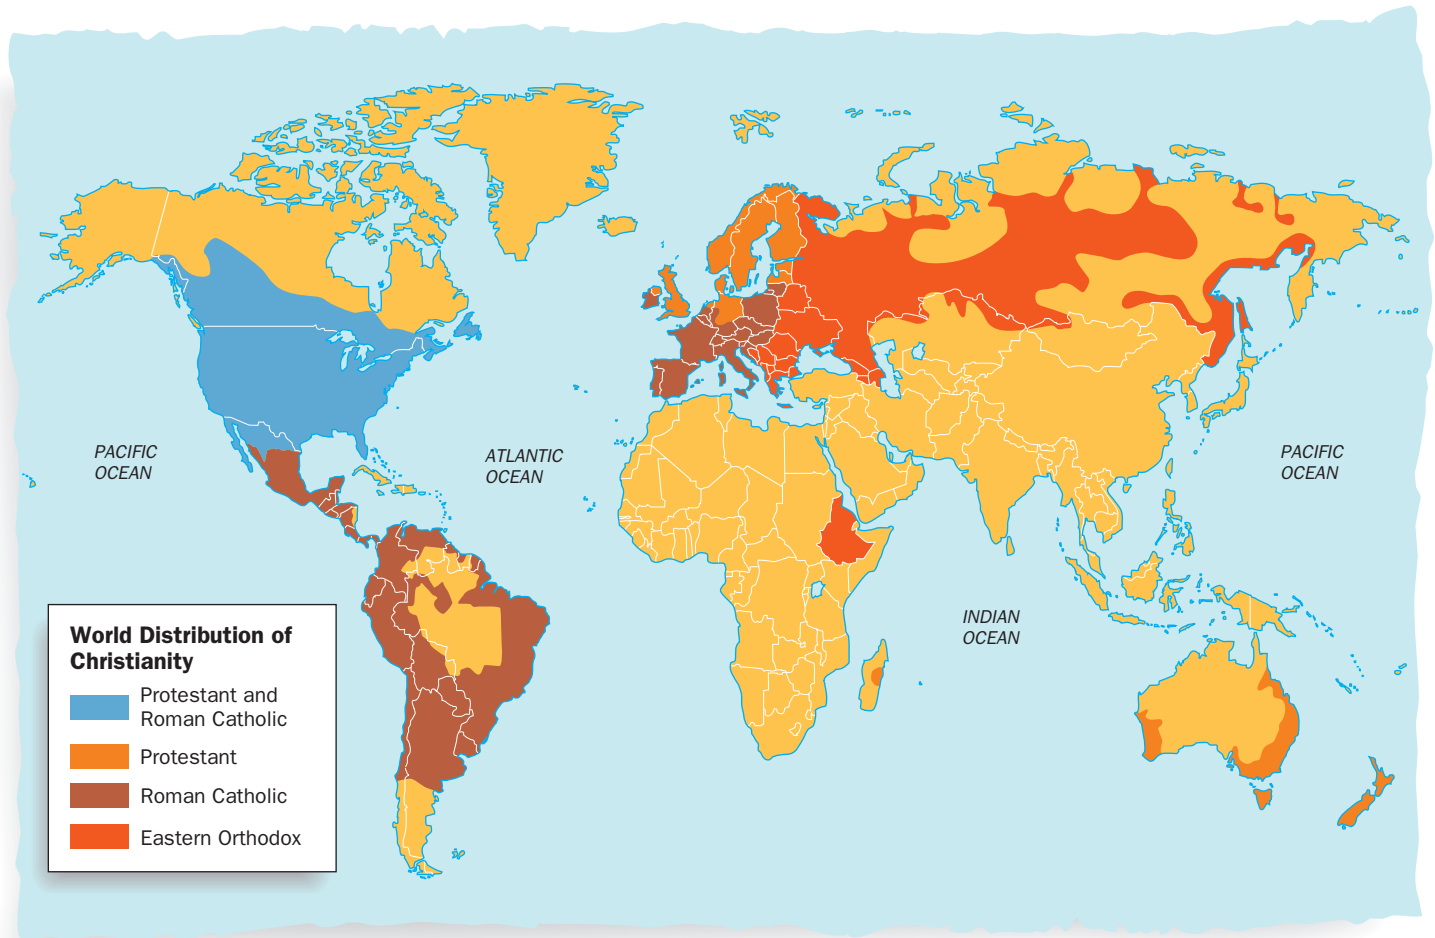 PACIFIC
OCEAN
ATLANTIC
OCEAN
PACIFIC
OCEAN
INDIAN
OCEAN
World Distribution of
Christianity
Protestant and
Roman Catholic
Protestant
Roman Catholic
Eastern Orthodox